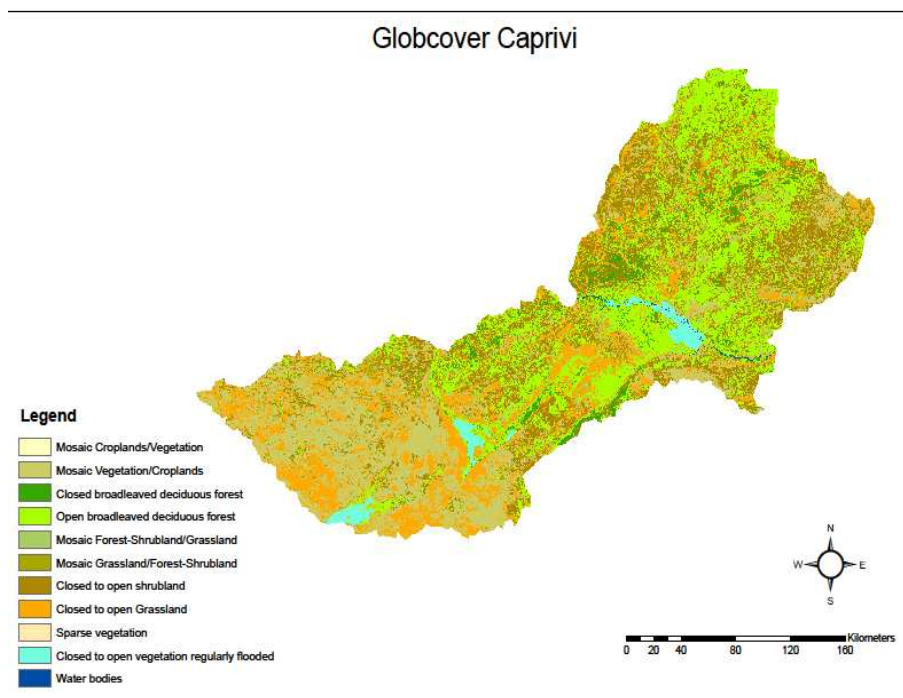 Globcover Caprivi
Legend
Mosaic Croplands/Vegetation
Mosaic Vegetation/Croplands
Closed broadleaved deciduous forest
Open broadleaved deciduous forest
Mosaic Forest-Shrubland/Grassland
Mosaic Grassland/Forest-Shrubland
Closed to open shrubland
Closed to open Grassland
Sparse vegetation
Closed to open vegetation regularly flooded
Water bodies
N
W E
S
Kilometers
0 10 20 40 80 120 160